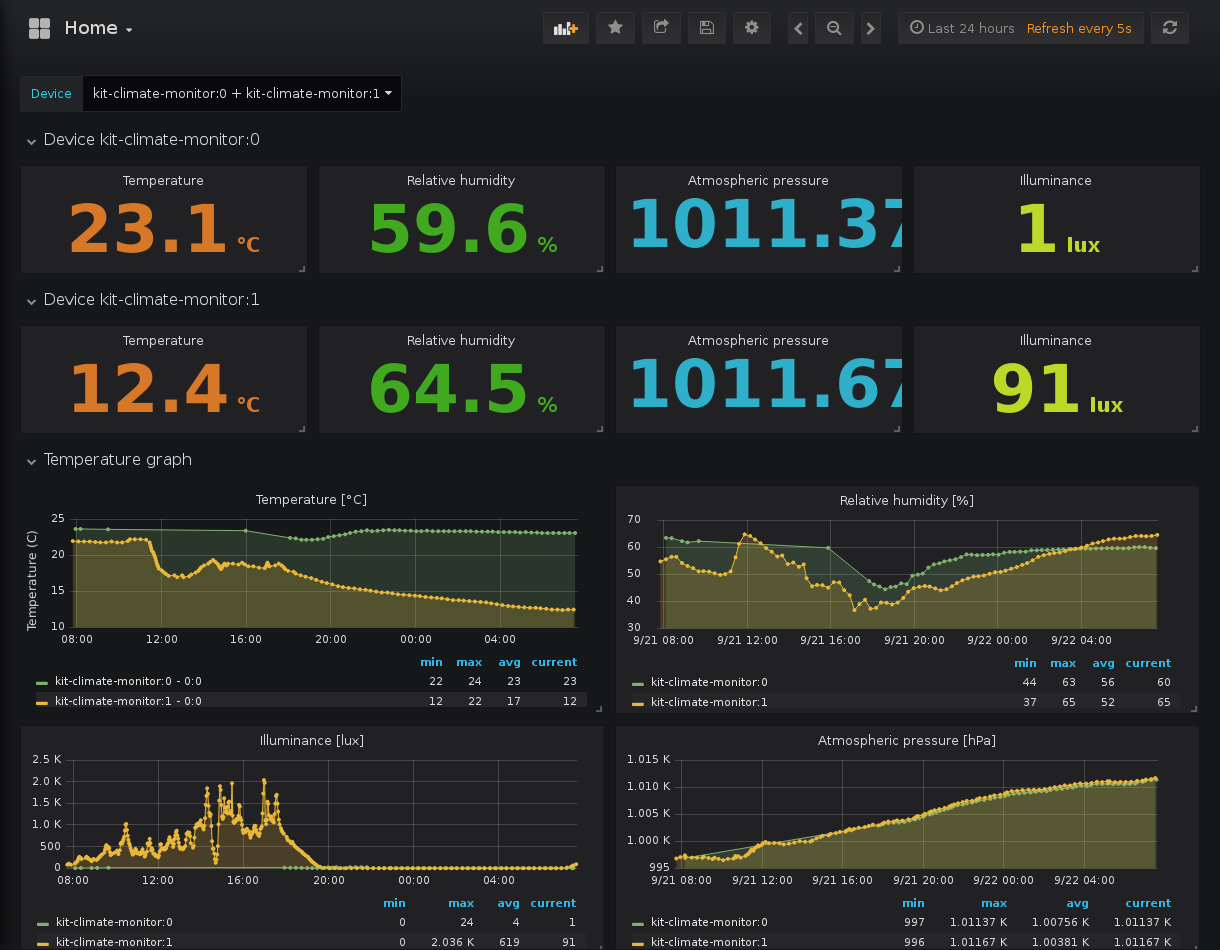 Home
Last 24 hours Refresh every 5s
Device kit-climate-monitor:0 + kit-climate-monitor:1
Device kit-climate-monitor:0
Temperature Relative humidity Atmospheric pressure Illuminance
23.1 °C 59.6 % 1011.37 1 lux
Device kit-climate-monitor:1
Temperature Relative humidity Atmospheric pressure Illuminance
12.4 °C 64.5 % 1011.67 91 lux
Temperature graph
Temperature [°C]
Temperature (C)
25
20
15
10
08:00 12:00 16:00 20:00 00:00 04:00
min max avg current
kit-climate-monitor:0 - 0:0 22 24 23 23
kit-climate-monitor:1 - 0:0 12 22 17 12
Relative humidity [%]
70
60
50
40
30
9/21 08:00 9/21 12:00 9/21 16:00 9/21 20:00 9/22 00:00 9/22 04:00
min max avg current
kit-climate-monitor:0 44 63 56 60
kit-climate-monitor:1 37 65 52 65
Illuminance [lux]
2.5 K
2.0 K
1.5 K
1.0 K
500
0
08:00 12:00 16:00 20:00 00:00 04:00
min max avg current
kit-climate-monitor:0 0 24 4 1
kit-climate-monitor:1 0 2.036 K 619 91
Atmospheric pressure [hPa]
1.015 K
1.010 K
1.005 K
1.000 K
995
9/21 08:00 9/21 12:00 9/21 16:00 9/21 20:00 9/22 00:00 9/22 04:00
min max avg current
kit-climate-monitor:0 997 1.01137 K 1.00756 K 1.01137 K
kit-climate-monitor:1 996 1.01167 K 1.00381 K 1.01167 K